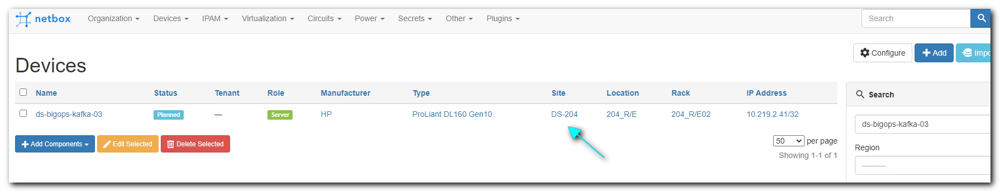 netbox Organization Devices IPAM Virtualization Circuits Power Secrets Other Plugins Search
Configure Add Impo
Devices
Name Status Tenant Role Manufacturer Type Site Location Rack IP Address
ds-bigops-kafka-03 Planned — Server HP ProLiant DL160 Gen10 DS-204 204_R/E 204_R/E02 10.219.2.41/32
Add Components Edit Selected Delete Selected
50 per page
Showing 1-1 of 1
Search
ds-bigops-kafka-03
Region
---------